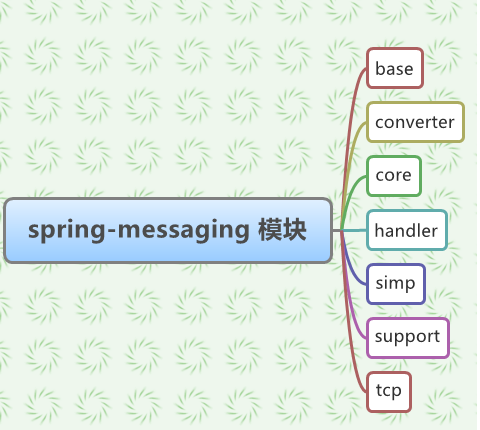 base
converter
core
spring-messaging 模块
handler
simp
support
tcp